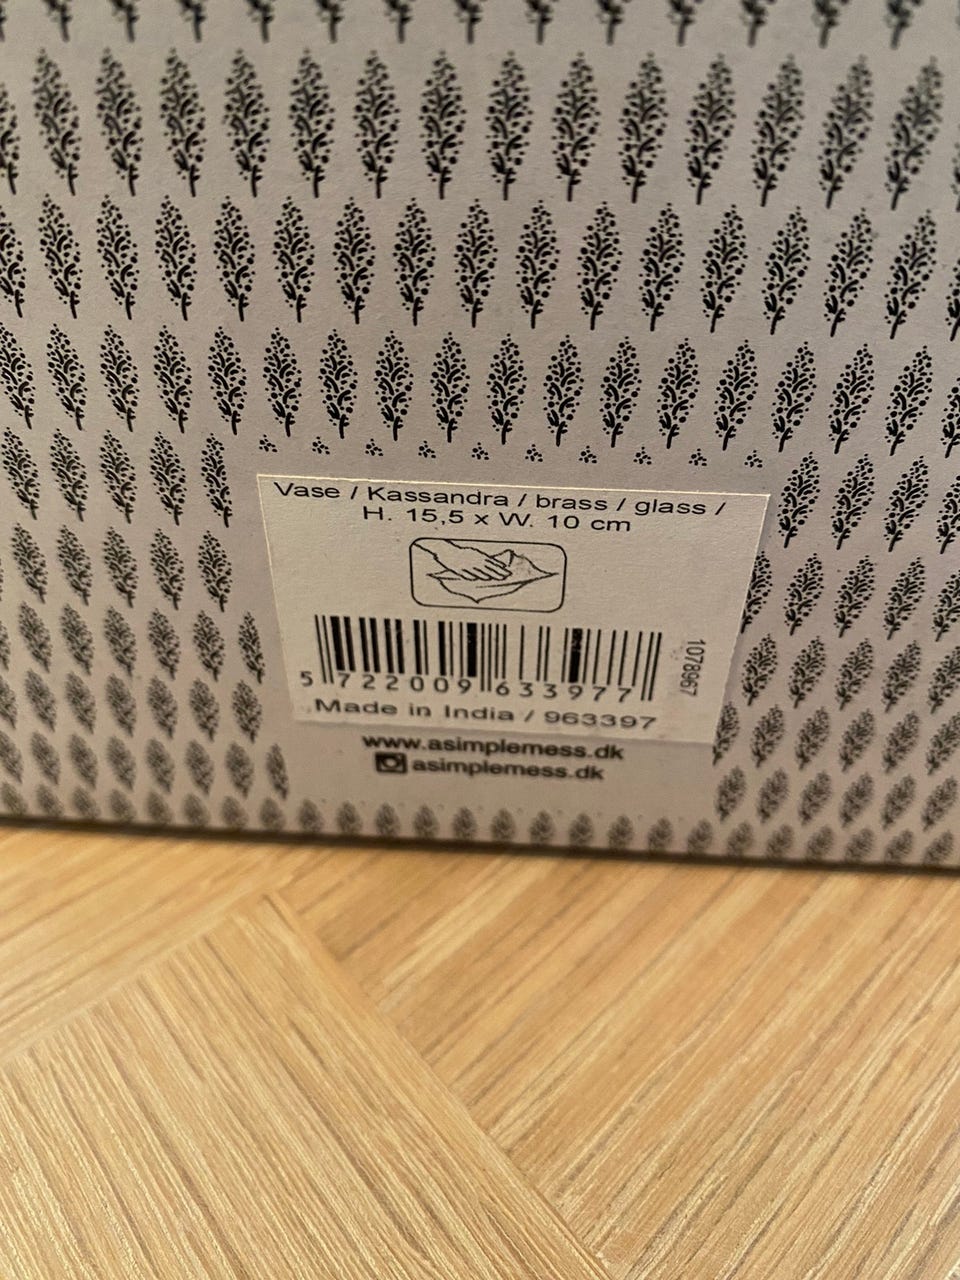 Vase / Kassandra / brass / glass /
H. 15,5 x W. 10 cm
5 722009 633977
1078967
Made in India / 963397
www.asimplemess.dk
asimplemess.dk